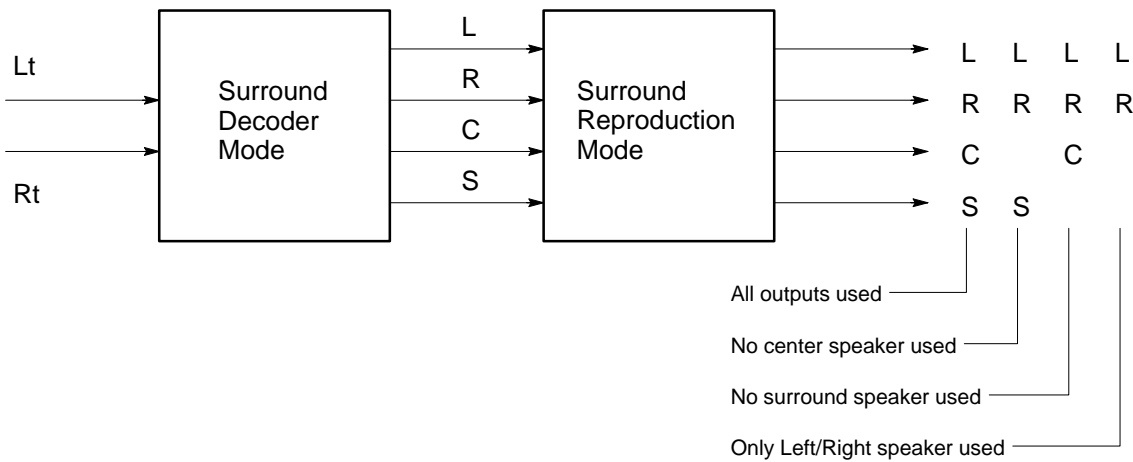 Lt
Rt
Surround
Decoder
Mode
L
R
C
S
Surround
Reproduction
Mode
L L L L
R R R R
C C
S S
All outputs used
No center speaker used
No surround speaker used
Only Left/Right speaker used